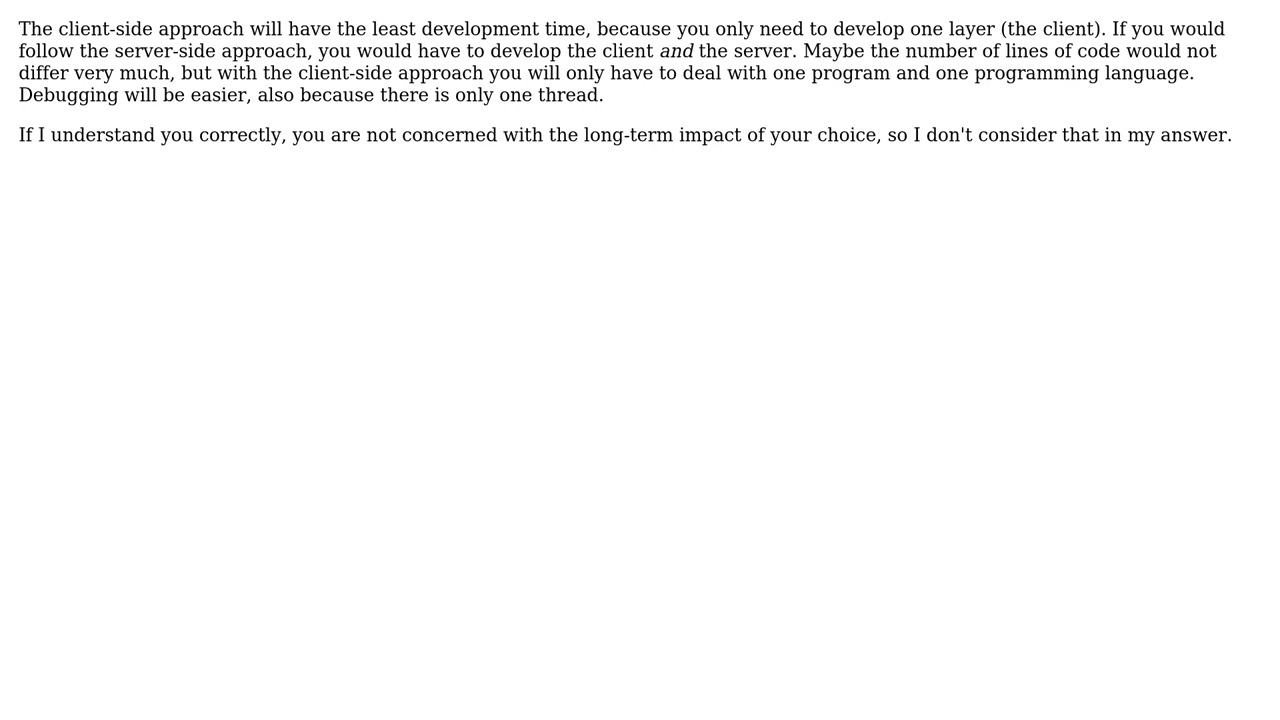 The client-side approach will have the least development time, because you only need to develop one layer (the client). If you would
follow the server-side approach, you would have to develop the client and the server. Maybe the number of lines of code would not
differ very much, but with the client-side approach you will only have to deal with one program and one programming language.
Debugging will be easier, also because there is only one thread.
If I understand you correctly, you are not concerned with the long-term impact of your choice, so I don't consider that in my answer.